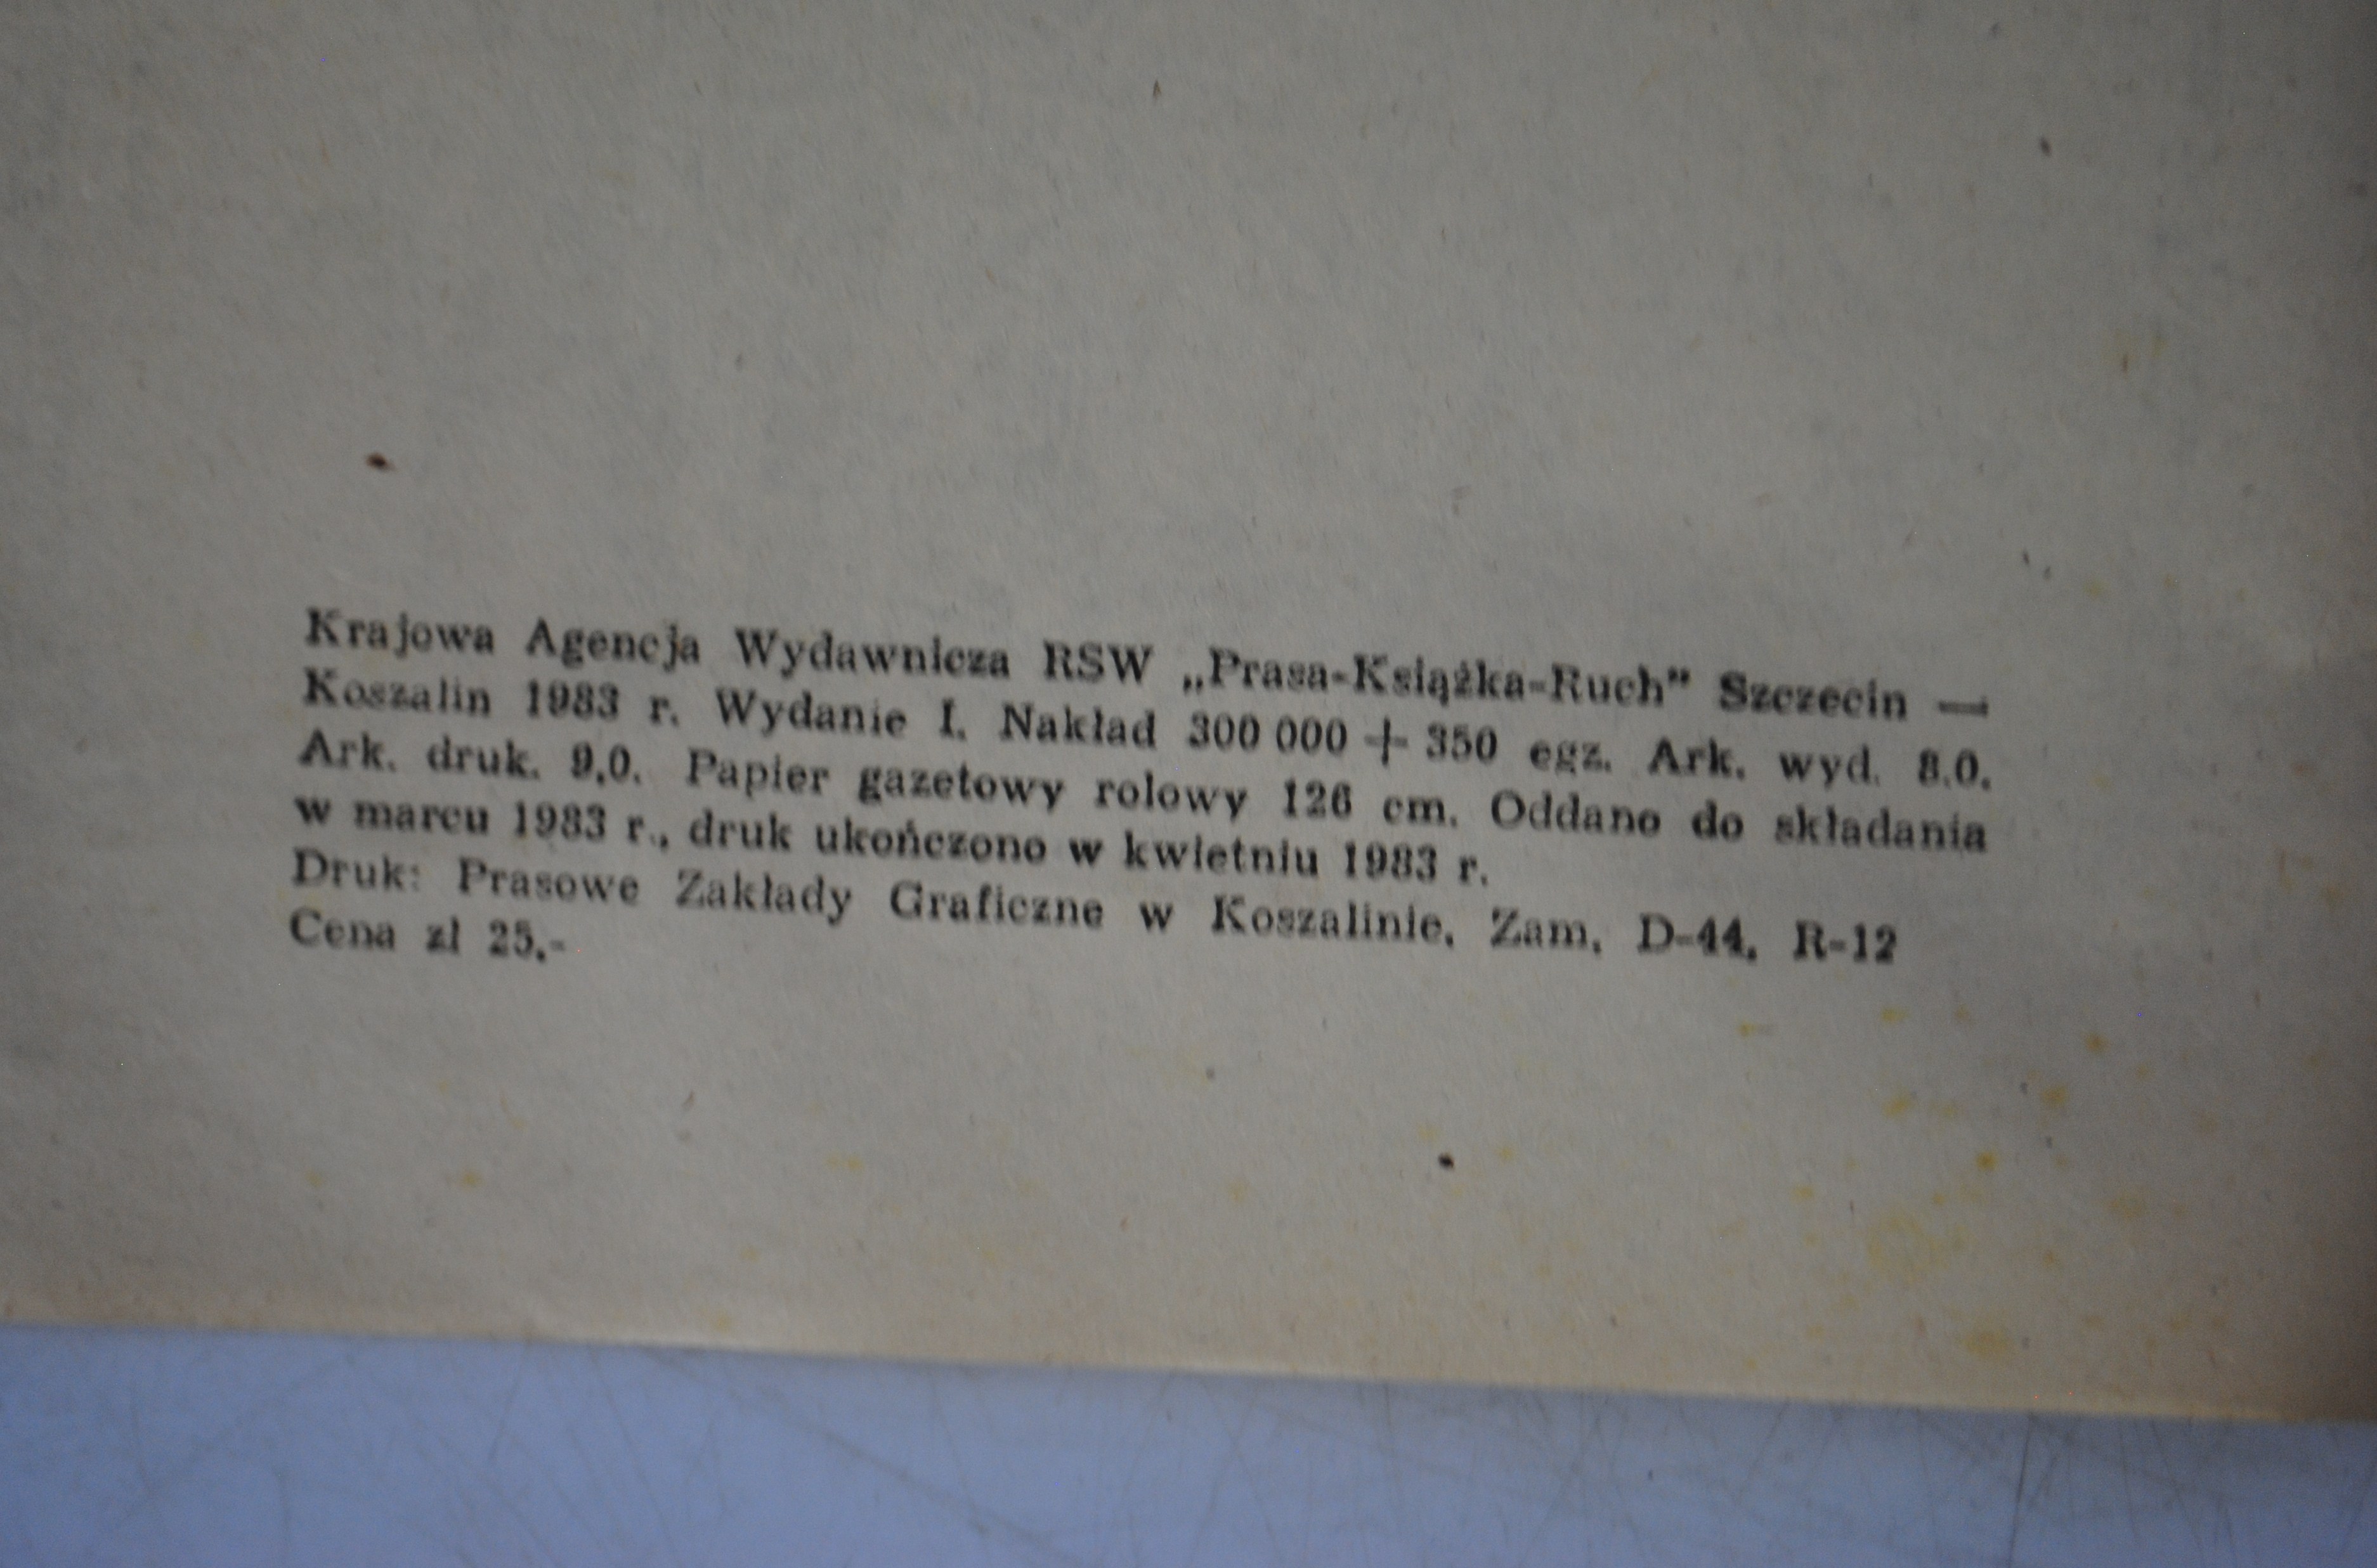 Krajowa Agencja Wydawnicza RSW „Prasa-Książka-Ruch” Szczecin —
Koszalin 1983 r. Wydanie I. Nakład 300 000 + 350 egz. Ark. wyd. 8.0.
Ark. druk. 9,0. Papier gazetowy rolowy 126 cm. Oddano do składania
w marcu 1983 r., druk ukończono w kwietniu 1983 r.
Druk: Prasowe Zakłady Graficzne w Koszalinie. Zam. D-44. R-12
Cena zł 25.-